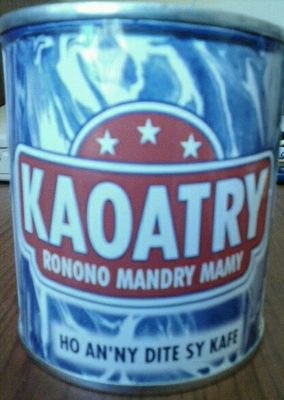 KAOATRY
RONONO MANDRY MAMY
HO AN'NY DITE SY KAFE